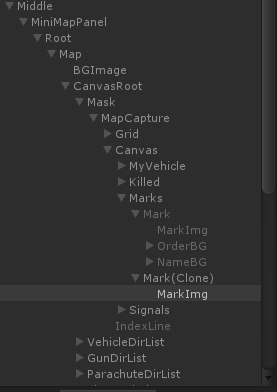 Middle
MiniMapPanel
Root
Map
BGImage
CanvasRoot
Mask
MapCapture
Grid
Canvas
MyVehicle
Killed
Marks
Mark
MarkImg
OrderBG
NameBG
Mark(Clone)
MarkImg
Signals
IndexLine
VehicleDirList
GunDirList
ParachuteDirList